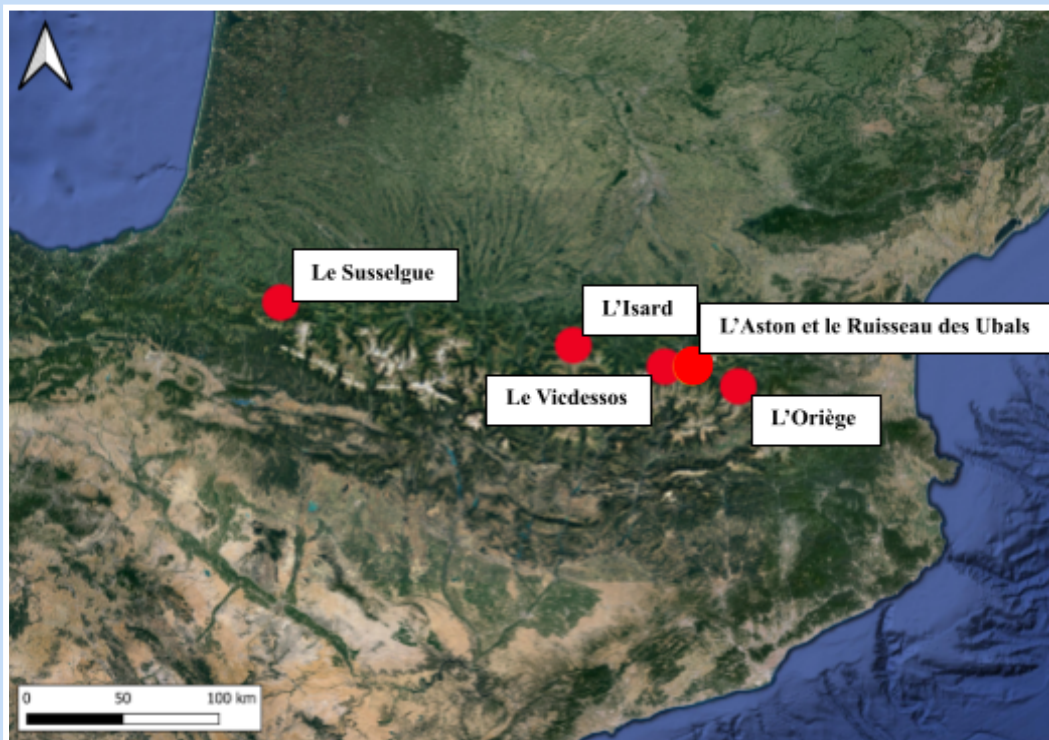 Le Susselgue
L'Isard
L'Aston et le Ruisseau des Ubals
Le Vicdessos
L'Oriège
0 50 100 km